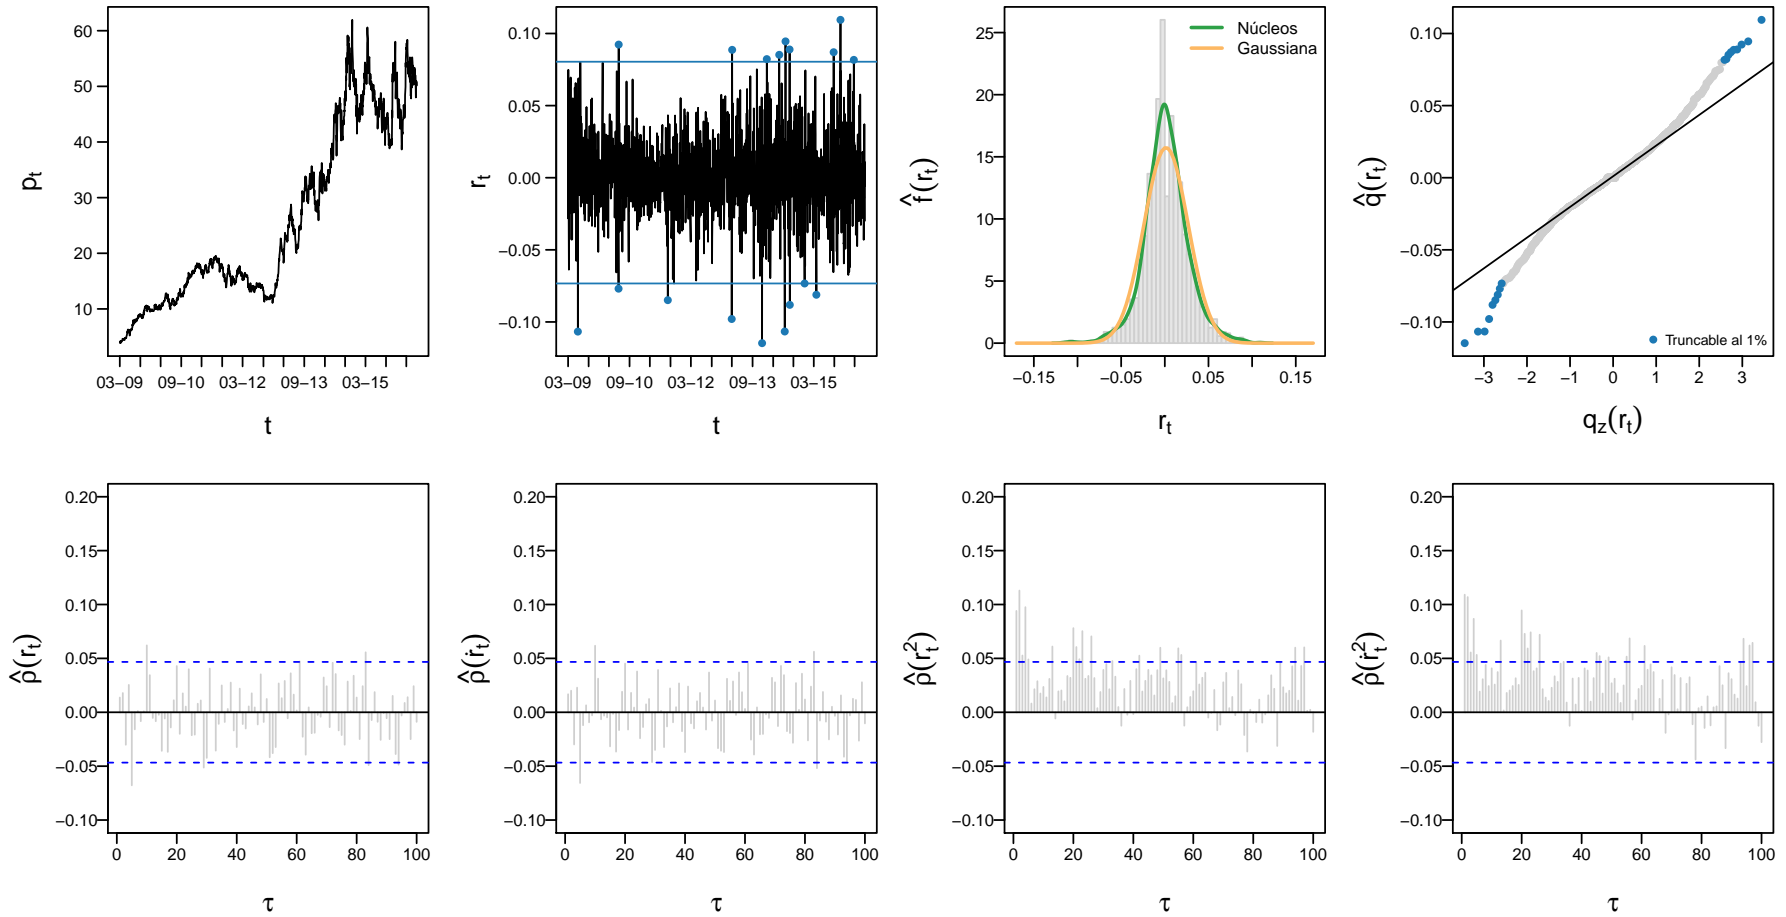 60
50
40
30
20
10
p_t
03−09 09−10 03−12 09−13 03−15
t
0.10
0.05
0.00
−0.05
−0.10
r_t
03−09 09−10 03−12 09−13 03−15
t
25
20
15
10
5
0
f̂(r_t)
Núcleos
Gaussiana
−0.15 −0.05 0.05 0.15
r_t
0.10
0.05
0.00
−0.05
−0.10
q̂(r_t)
Truncable al 1%
−3 −2 −1 0 1 2 3
q_z(r_t)
0.20
0.15
0.10
0.05
0.00
−0.05
−0.10
ρ̂(r_t)
0 20 40 60 80 100
τ
0.20
0.15
0.10
0.05
0.00
−0.05
−0.10
ρ̂(ṙ_t)
0 20 40 60 80 100
τ
0.20
0.15
0.10
0.05
0.00
−0.05
−0.10
ρ̂(r_t^2)
0 20 40 60 80 100
τ
0.20
0.15
0.10
0.05
0.00
−0.05
−0.10
ρ̂(ṙ_t^2)
0 20 40 60 80 100
τ